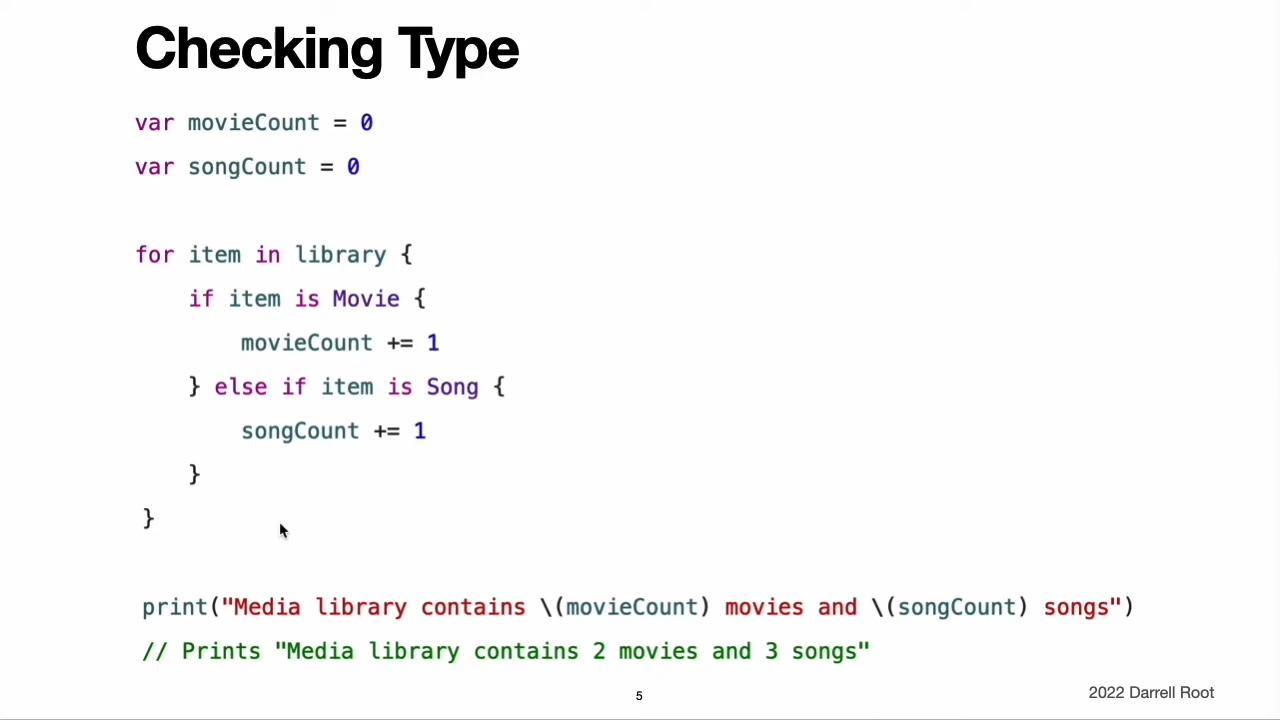 Checking Type
var movieCount = 0
var songCount = 0
for item in library {
    if item is Movie {
        movieCount += 1
    } else if item is Song {
        songCount += 1
    }
}
print("Media library contains \(movieCount) movies and \(songCount) songs")
// Prints "Media library contains 2 movies and 3 songs"
5
2022 Darrell Root